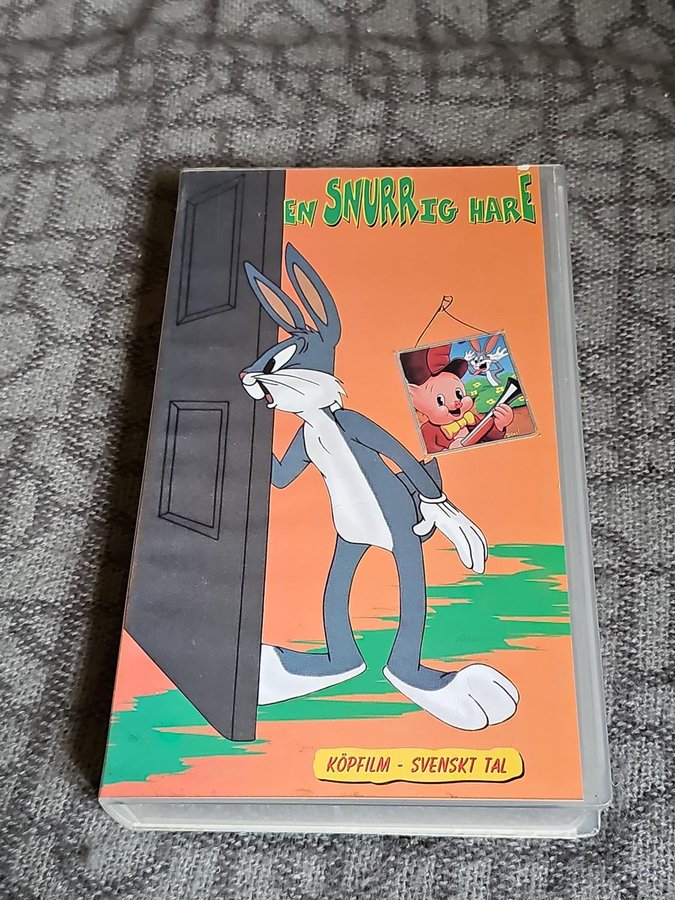 EN SNURRIG HARE
KÖPFILM - SVENSKT TAL